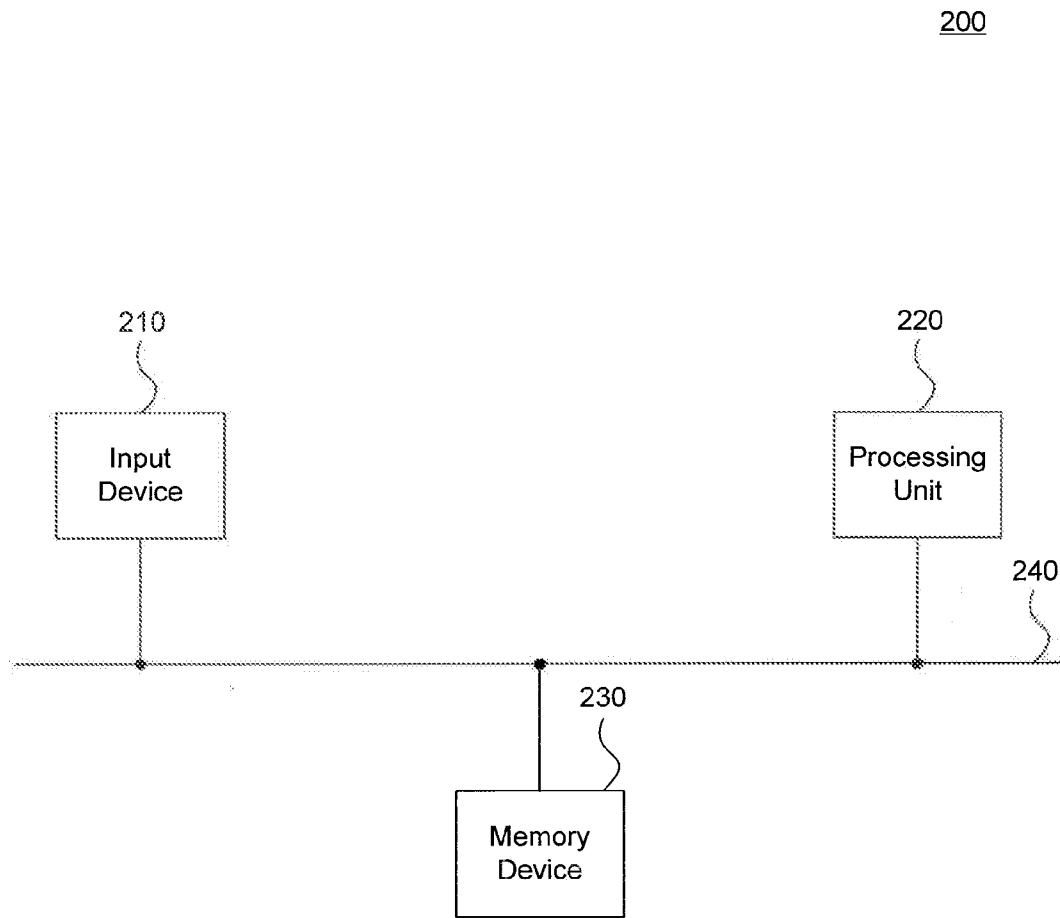 200
210
220
Input
Device
Processing
Unit
240
230
Memory
Device